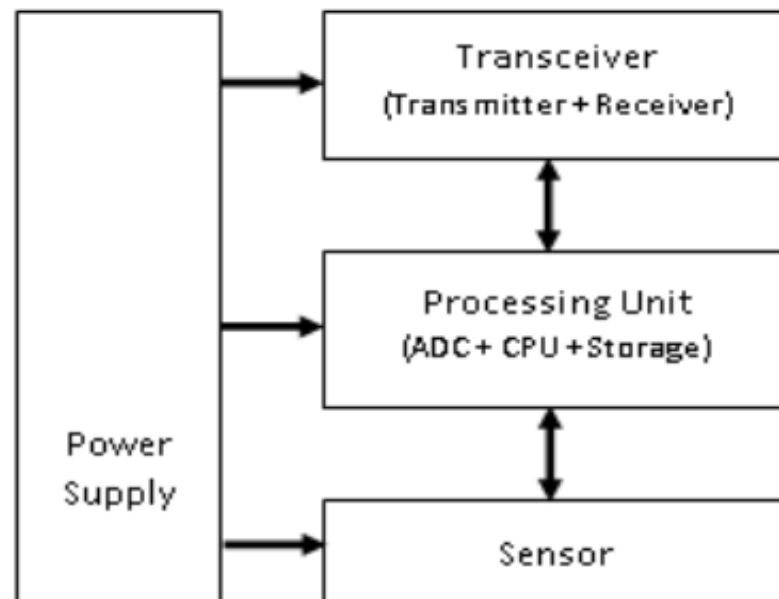 Transceiver
(Transmitter + Receiver)
Processing Unit
(ADC + CPU + Storage)
Power
Supply
Sensor